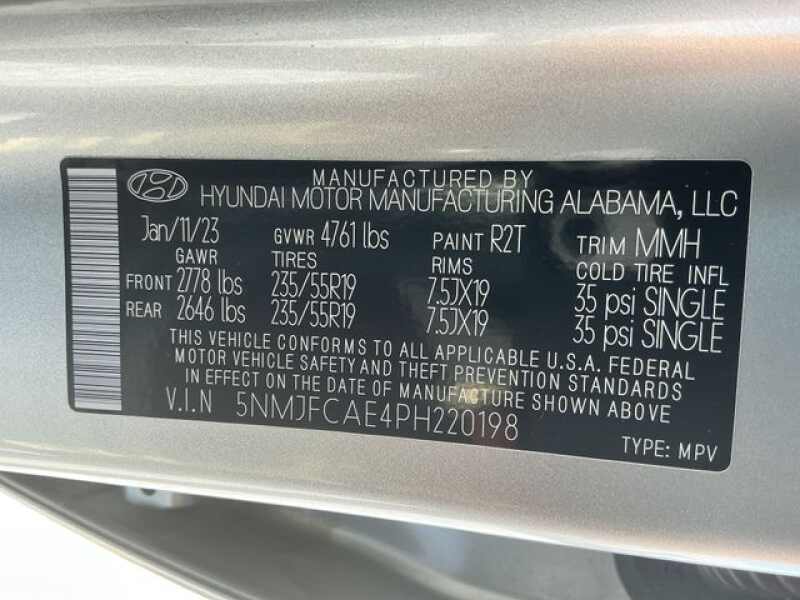 MANUFACTURED BY
HYUNDAI MOTOR MANUFACTURING ALABAMA, LLC
Jan/11/23 GVWR 4761 lbs PAINT R2T TRIM MMH
GAWR TIRES RIMS COLD TIRE INFL
FRONT 2778 lbs 235/55R19 7.5JX19 35 psi SINGLE
REAR 2646 lbs 235/55R19 7.5JX19 35 psi SINGLE
THIS VEHICLE CONFORMS TO ALL APPLICABLE U.S.A. FEDERAL
MOTOR VEHICLE SAFETY AND THEFT PREVENTION STANDARDS
IN EFFECT ON THE DATE OF MANUFACTURE SHOWN ABOVE
V.I.N 5NMJFCAE4PH220198
TYPE: MPV